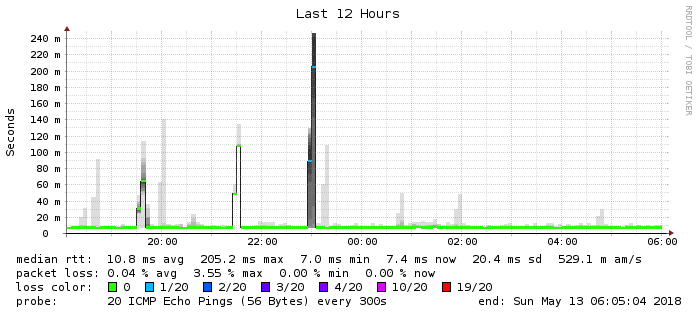 Last 12 Hours
RRDTOOL / TOBI OETIKER
Seconds
240 m
220 m
200 m
180 m
160 m
140 m
120 m
100 m
80 m
60 m
40 m
20 m
0
20:00 22:00 00:00 02:00 04:00 06:00
median rtt: 10.8 ms avg 205.2 ms max 7.0 ms min 7.4 ms now 20.4 ms sd 529.1 m am/s
packet loss: 0.04 % avg 3.55 % max 0.00 % min 0.00 % now
loss color: 0 1/20 2/20 3/20 4/20 10/20 19/20
probe: 20 ICMP Echo Pings (56 Bytes) every 300s end: Sun May 13 06:05:04 2018